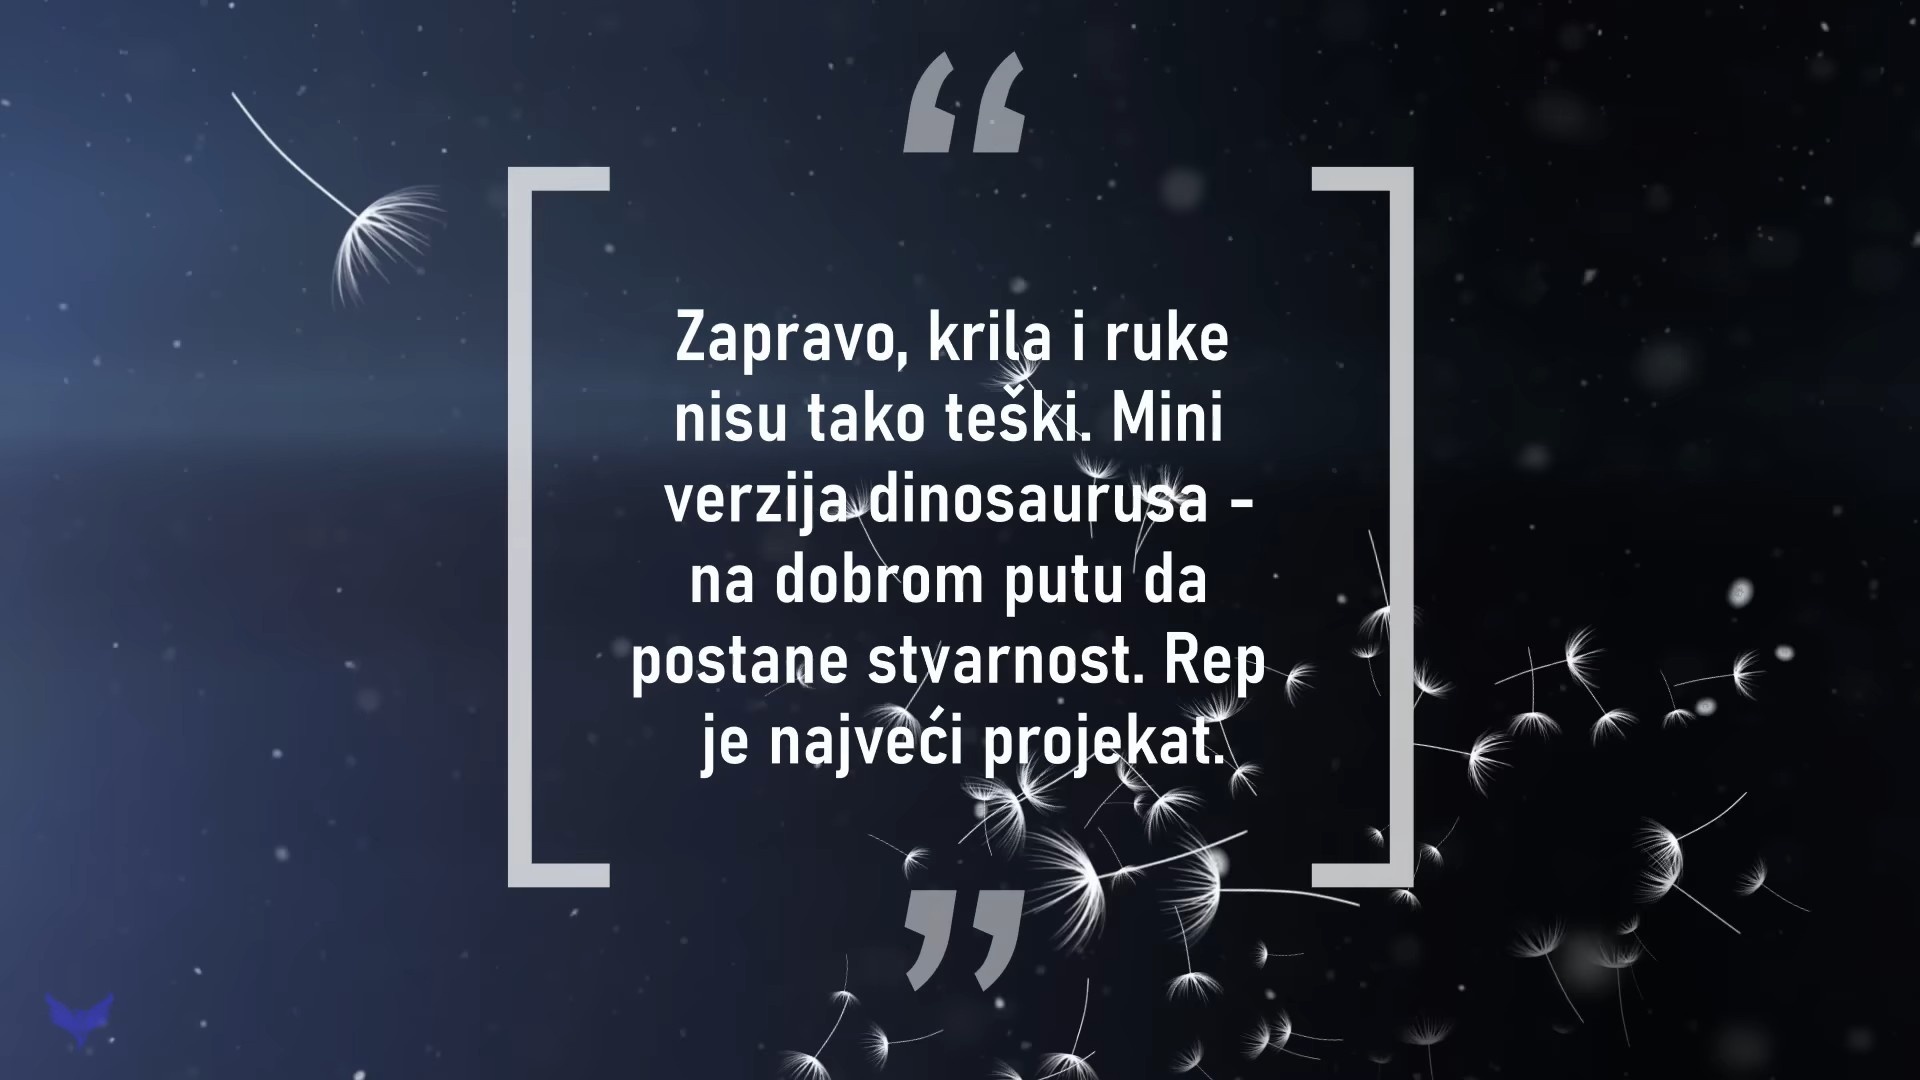 “
Zapravo, krila i ruke
nisu tako teški. Mini
verzija dinosaurusa -
na dobrom putu da
postane stvarnost. Rep
je najveći projekat.
”